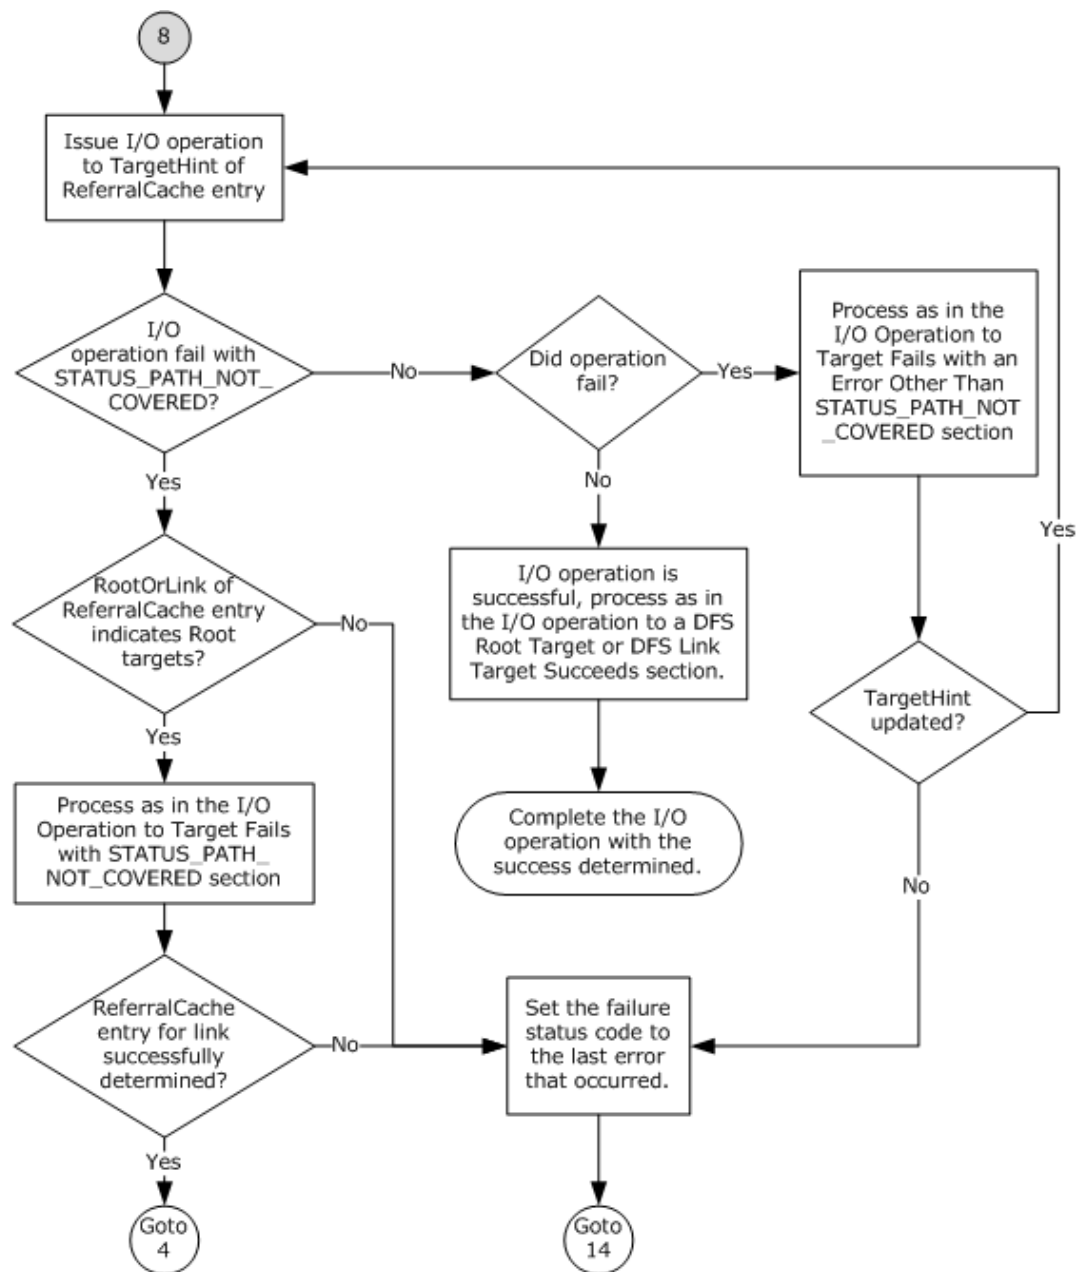 8
Issue I/O operation
to TargetHint of
ReferralCache entry
I/O
operation fail with
STATUS_PATH_NOT_
COVERED?
No
Did operation
fail?
Yes
Process as in the
I/O Operation to
Target Fails with an
Error Other Than
STATUS_PATH_NOT
_COVERED section
Yes
No
Yes
RootOrLink of
ReferralCache entry
indicates Root
targets?
No
I/O operation is
successful, process as in
the I/O operation to a DFS
Root Target or DFS Link
Target Succeeds section.
TargetHint
updated?
Yes
Process as in the I/O
Operation to Target Fails
with STATUS_PATH_
NOT_COVERED section
Complete the I/O
operation with the
success determined.
No
ReferralCache
entry for link
successfully
determined?
No
Set the failure
status code to
the last error
that occurred.
Yes
Goto
4
Goto
14